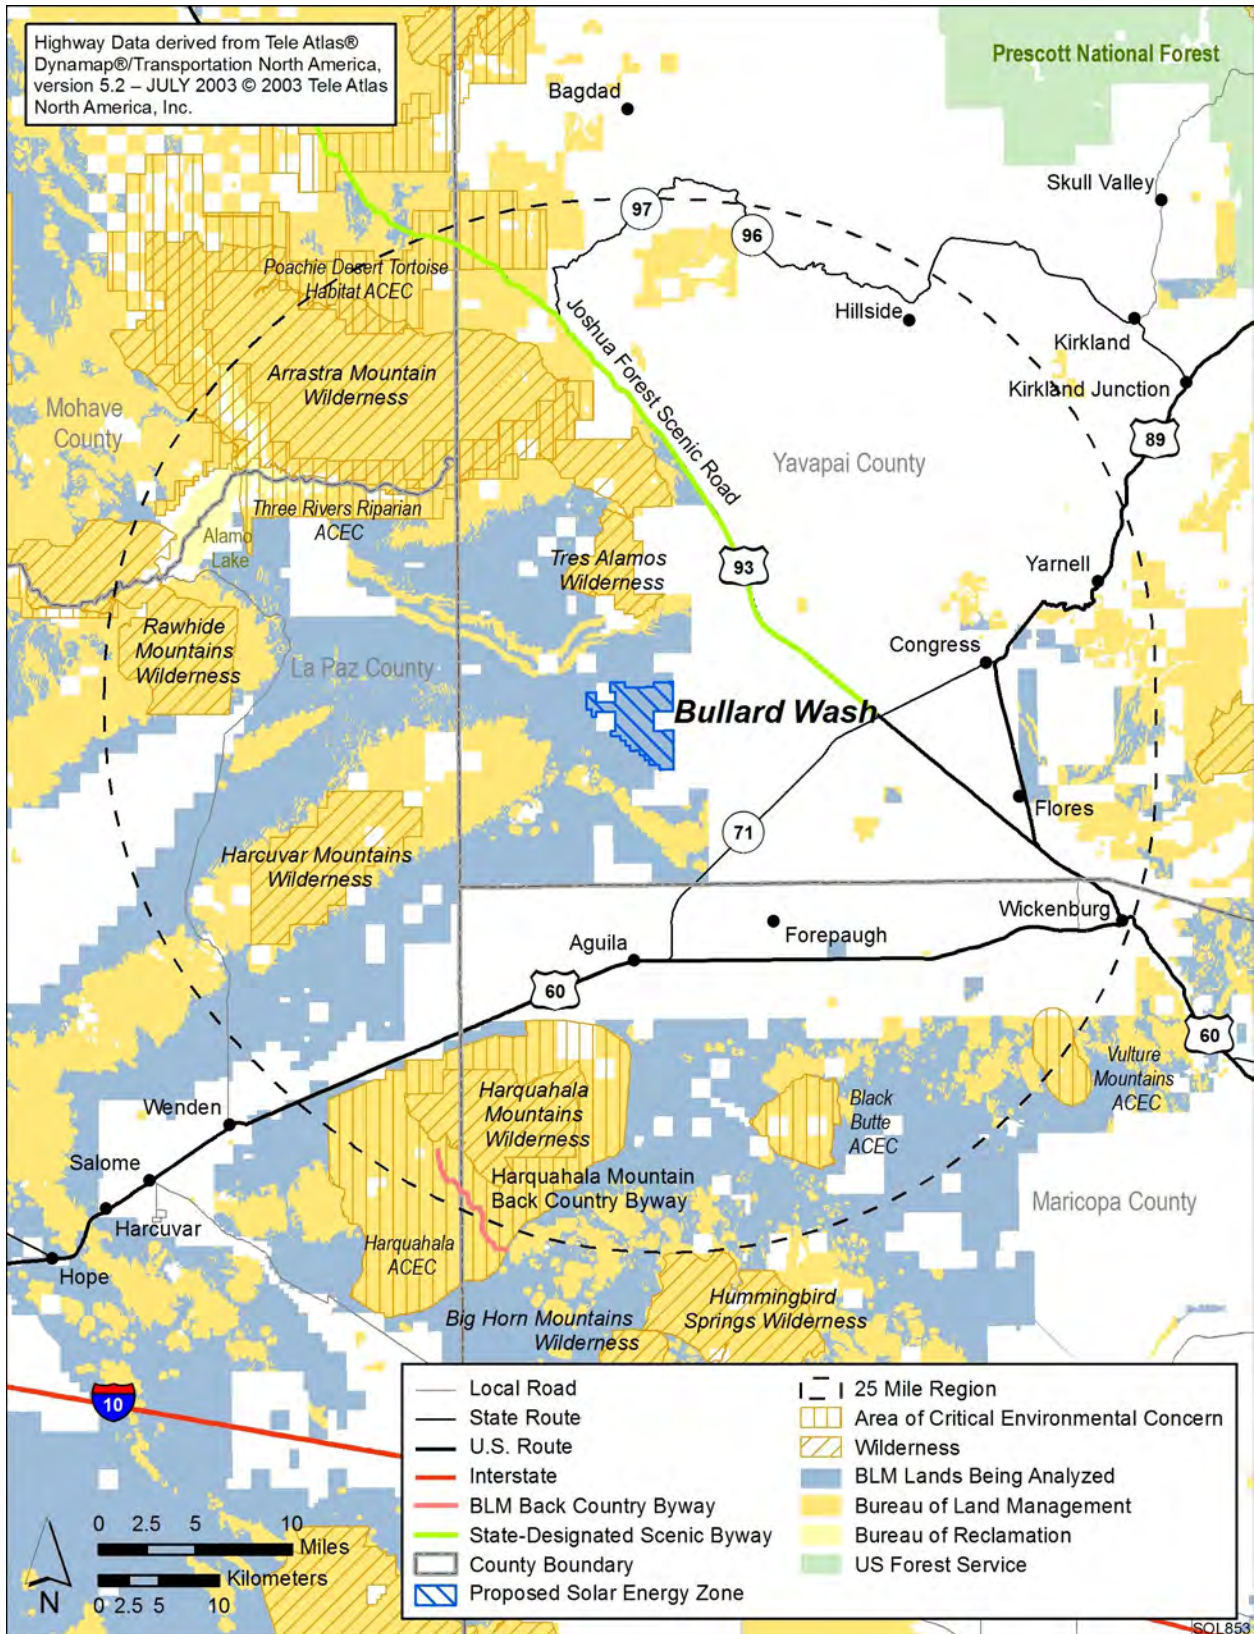 Highway Data derived from Tele Atlas®
Dynamap®/Transportation North America,
version 5.2 – JULY 2003 © 2003 Tele Atlas
North America, Inc.
Prescott National Forest
Bagdad
Skull Valley
97
96
Poachie Desert Tortoise
Habitat ACEC
Hillside
Kirkland
Joshua Forest Scenic Road
Arrastra Mountain
Wilderness
Kirkland Junction
Mohave
County
89
Yavapai County
Three Rivers Riparian
ACEC
Alamo
Lake
Tres Alamos
Wilderness
93
Yarnell
Rawhide
Mountains
Wilderness
La Paz County
Congress
Bullard Wash
Flores
71
Harcuvar Mountains
Wilderness
Wickenburg
Forepaugh
Aguila
60
60
Vulture
Mountains
ACEC
Harquahala
Mountains
Wilderness
Black
Butte
ACEC
Wenden
Salome
Harquahala Mountain
Back Country Byway
Maricopa County
Harcuvar
Harquahala
ACEC
Hope
Hummingbird
Springs Wilderness
Big Horn Mountains
Wilderness
10
Local Road
State Route
U.S. Route
Interstate
BLM Back Country Byway
State-Designated Scenic Byway
County Boundary
Proposed Solar Energy Zone
25 Mile Region
Area of Critical Environmental Concern
Wilderness
BLM Lands Being Analyzed
Bureau of Land Management
Bureau of Reclamation
US Forest Service
0 2.5 5 10
Miles
Kilometers
0 2.5 5 10
N
SOL853